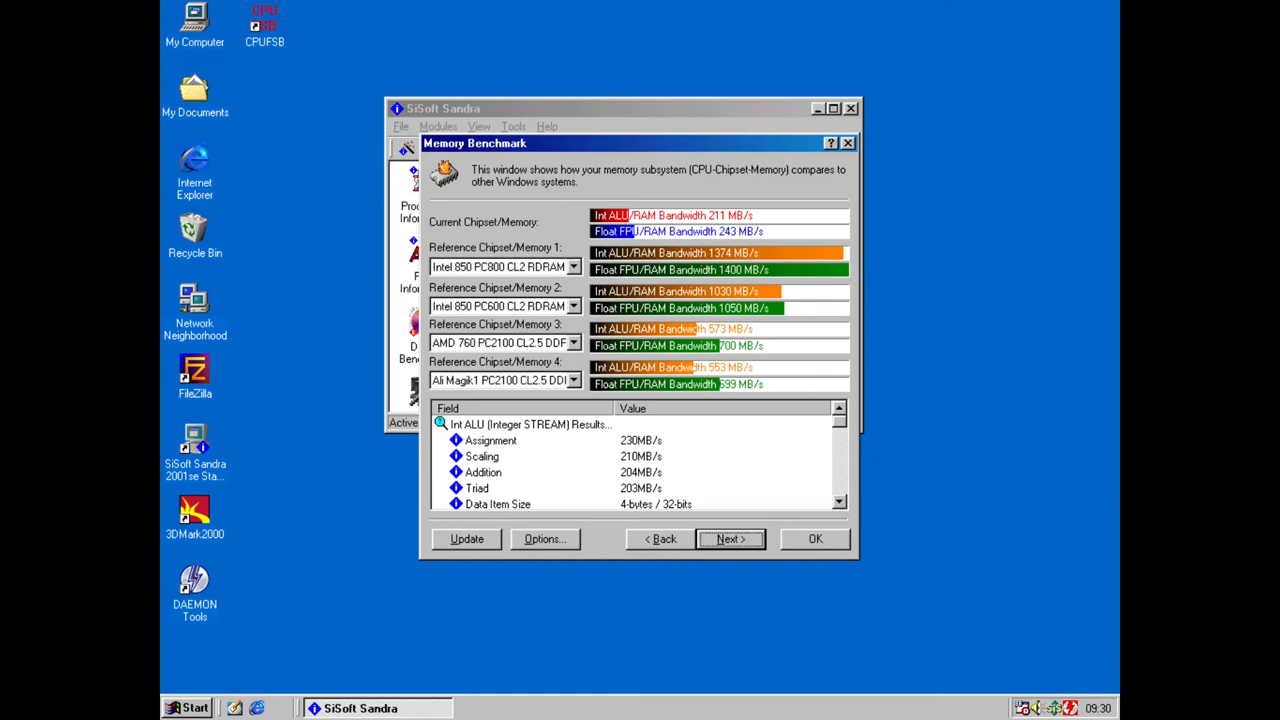 My Computer
CPU
SB
CPUFSB
My Documents
Internet
Explorer
Recycle Bin
Network
Neighborhood
FileZilla
SiSoft Sandra
2001se Sta...
3DMark2000
DAEMON
Tools
SiSoft Sandra
File Modules View Tools Help
Active
Memory Benchmark
This window shows how your memory subsystem (CPU-Chipset-Memory) compares to
other Windows systems.
Current Chipset/Memory:
Int ALU/RAM Bandwidth 211 MB/s
Float FPU/RAM Bandwidth 243 MB/s
Reference Chipset/Memory 1:
Intel 850 PC800 CL2 RDRAM
Int ALU/RAM Bandwidth 1374 MB/s
Float FPU/RAM Bandwidth 1400 MB/s
Reference Chipset/Memory 2:
Intel 850 PC600 CL2 RDRAM
Int ALU/RAM Bandwidth 1030 MB/s
Float FPU/RAM Bandwidth 1050 MB/s
Reference Chipset/Memory 3:
AMD 760 PC2100 CL2.5 DDF
Int ALU/RAM Bandwidth 573 MB/s
Float FPU/RAM Bandwidth 700 MB/s
Reference Chipset/Memory 4:
Ali Magik1 PC2100 CL2.5 DDI
Int ALU/RAM Bandwidth 553 MB/s
Float FPU/RAM Bandwidth 699 MB/s
Field Value
Int ALU (Integer STREAM) Results...
Assignment 230MB/s
Scaling 210MB/s
Addition 204MB/s
Triad 203MB/s
Data Item Size 4-bytes / 32-bits
Update Options... < Back Next > OK
Start SiSoft Sandra 09:30